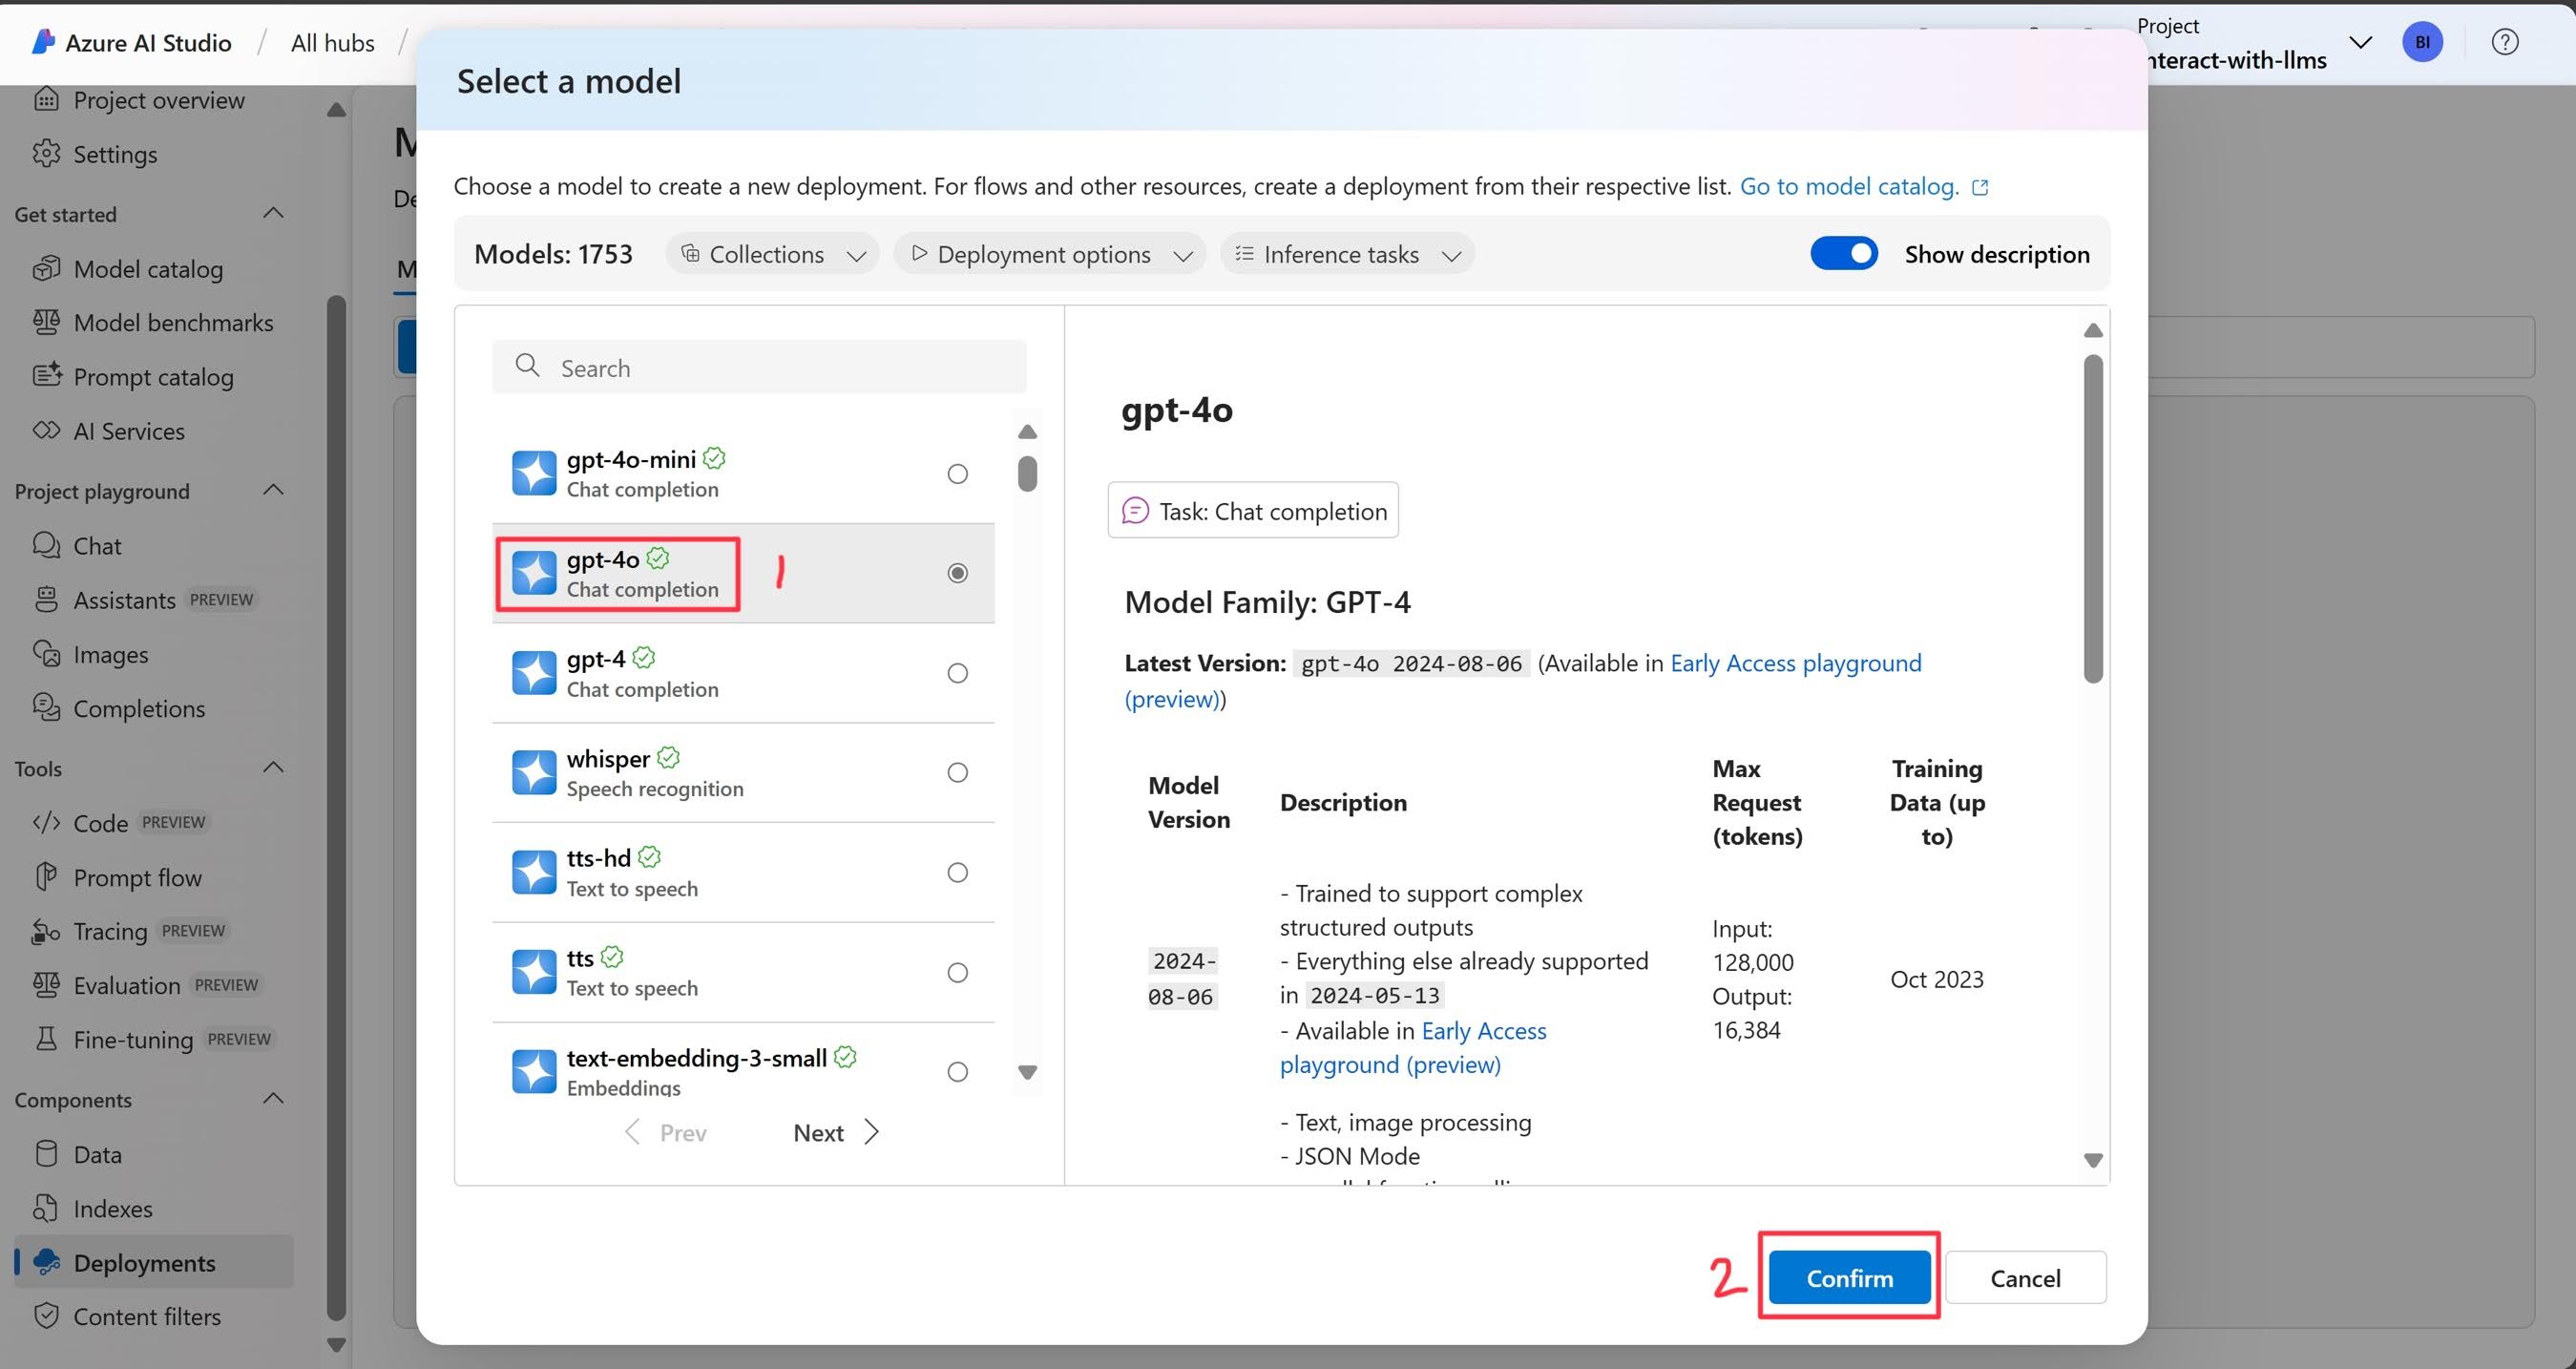 Azure AI Studio / All hubs /
Project
nteract-with-llms
BI
Project overview
Settings
Get started
Model catalog
Model benchmarks
Prompt catalog
AI Services
Project playground
Chat
Assistants PREVIEW
Images
Completions
Tools
Code PREVIEW
Prompt flow
Tracing PREVIEW
Evaluation PREVIEW
Fine-tuning PREVIEW
Components
Data
Indexes
Deployments
Content filters
Select a model
Choose a model to create a new deployment. For flows and other resources, create a deployment from their respective list. Go to model catalog.
Models: 1753 Collections Deployment options Inference tasks Show description
Search
gpt-4o-mini
Chat completion
gpt-4o
Chat completion
1
gpt-4
Chat completion
whisper
Speech recognition
tts-hd
Text to speech
tts
Text to speech
text-embedding-3-small
Embeddings
Prev Next
gpt-4o
Task: Chat completion
Model Family: GPT-4
Latest Version: gpt-4o 2024-08-06 (Available in Early Access playground
(preview))
Model
Version
Description
Max
Request
(tokens)
Training
Data (up
to)
2024-
08-06
- Trained to support complex
structured outputs
- Everything else already supported
in 2024-05-13
- Available in Early Access
playground (preview)
Input:
128,000
Output:
16,384
Oct 2023
- Text, image processing
- JSON Mode
2
Confirm
Cancel